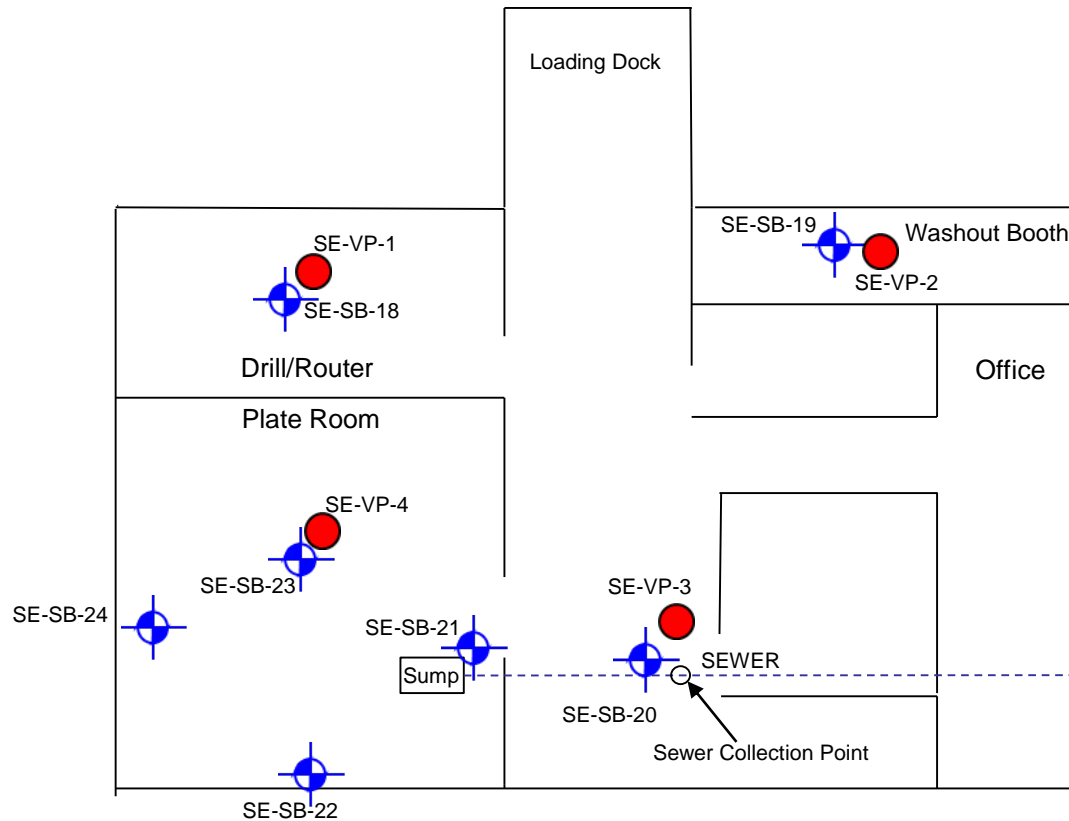 Loading Dock
SE-SB-19
Washout Booth
SE-VP-1
SE-VP-2
SE-SB-18
Drill/Router
Office
Plate Room
SE-VP-4
SE-SB-23
SE-VP-3
SE-SB-24
SE-SB-21
SEWER
Sump
SE-SB-20
Sewer Collection Point
SE-SB-22